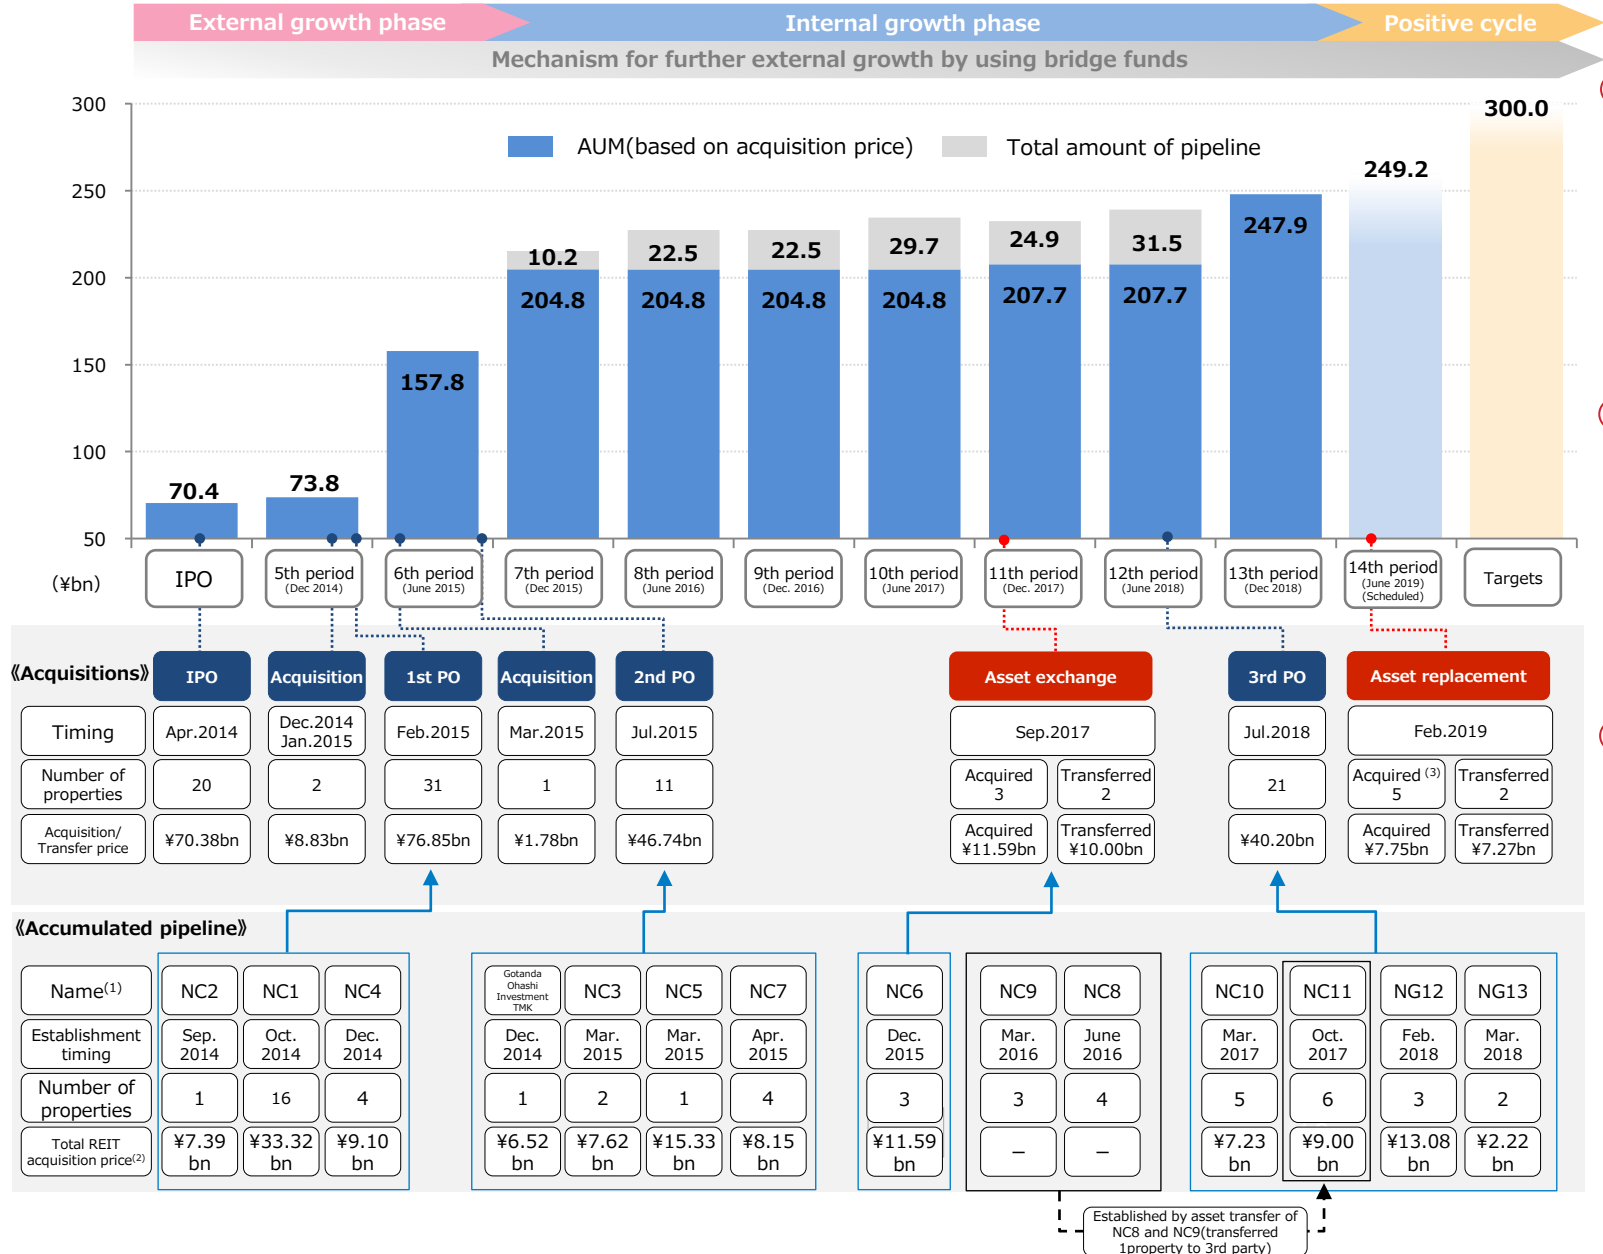 External growth phase Internal growth phase Positive cycle
Mechanism for further external growth by using bridge funds
300
250
200
150
100
50
(¥bn)
AUM(based on acquisition price) Total amount of pipeline
70.4
73.8
157.8
10.2
204.8
22.5
204.8
22.5
204.8
29.7
204.8
24.9
207.7
31.5
207.7
247.9
249.2
300.0
IPO
5th period
(Dec 2014)
6th period
(June 2015)
7th period
(Dec 2015)
8th period
(June 2016)
9th period
(Dec. 2016)
10th period
(June 2017)
11th period
(Dec. 2017)
12th period
(June 2018)
13th period
(Dec 2018)
14th period
(June 2019)
(Scheduled)
Targets
《Acquisitions》 IPO Acquisition 1st PO Acquisition 2nd PO Asset exchange 3rd PO Asset replacement
Timing Apr.2014 Dec.2014 Jan.2015 Feb.2015 Mar.2015 Jul.2015 Sep.2017 Jul.2018 Feb.2019
Number of properties 20 2 31 1 11 Acquired 3 Transferred 2 21 Acquired (3) 5 Transferred 2
Acquisition/ Transfer price ¥70.38bn ¥8.83bn ¥76.85bn ¥1.78bn ¥46.74bn Acquired ¥11.59bn Transferred ¥10.00bn ¥40.20bn Acquired ¥7.75bn Transferred ¥7.27bn
《Accumulated pipeline》
Name(1) NC2 NC1 NC4 Gotanda Ohashi Investment TMK NC3 NC5 NC7 NC6 NC9 NC8 NC10 NC11 NG12 NG13
Establishment timing Sep. 2014 Oct. 2014 Dec. 2014 Dec. 2014 Mar. 2015 Mar. 2015 Apr. 2015 Dec. 2015 Mar. 2016 June 2016 Mar. 2017 Oct. 2017 Feb. 2018 Mar. 2018
Number of properties 1 16 4 1 2 1 4 3 3 4 5 6 3 2
Total REIT acquisition price(2) ¥7.39 bn ¥33.32 bn ¥9.10 bn ¥6.52 bn ¥7.62 bn ¥15.33 bn ¥8.15 bn ¥11.59 bn – – ¥7.23 bn ¥9.00 bn ¥13.08 bn ¥2.22 bn
Established by asset transfer of
NC8 and NC9(transferred
1property to 3rd party)